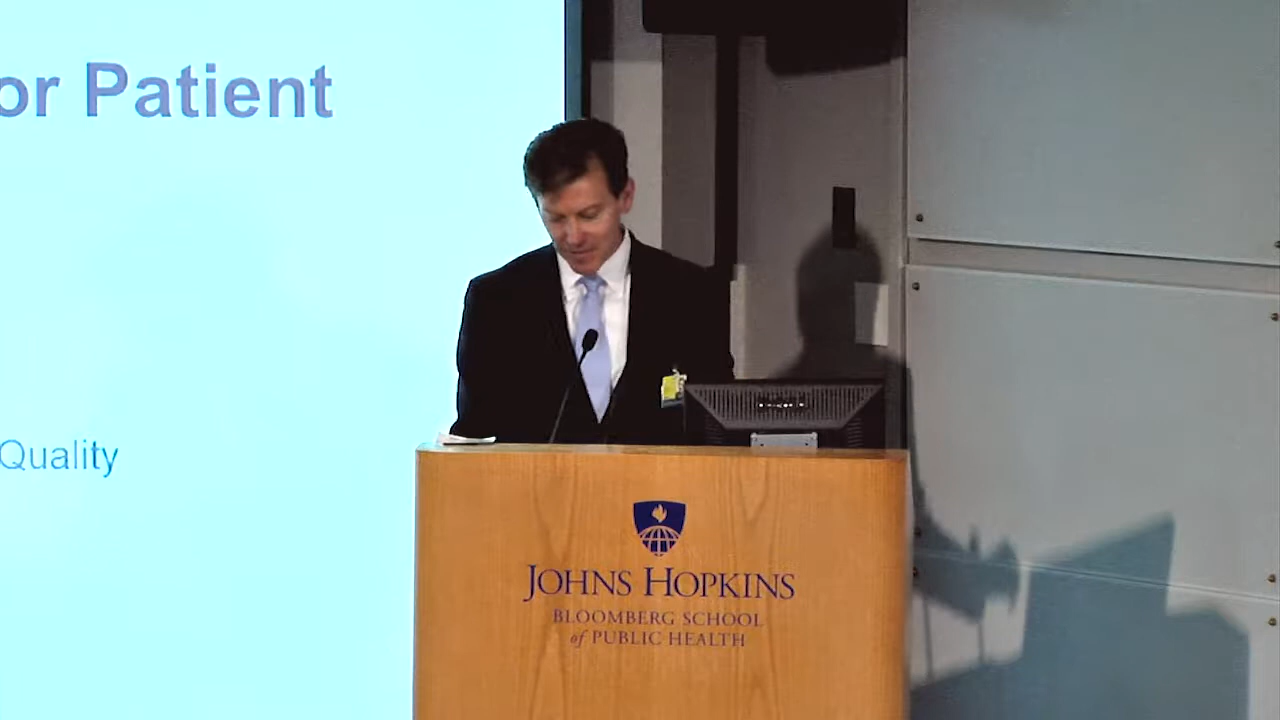 or Patient
Quality
JOHNS HOPKINS
BLOOMBERG SCHOOL
of PUBLIC HEALTH